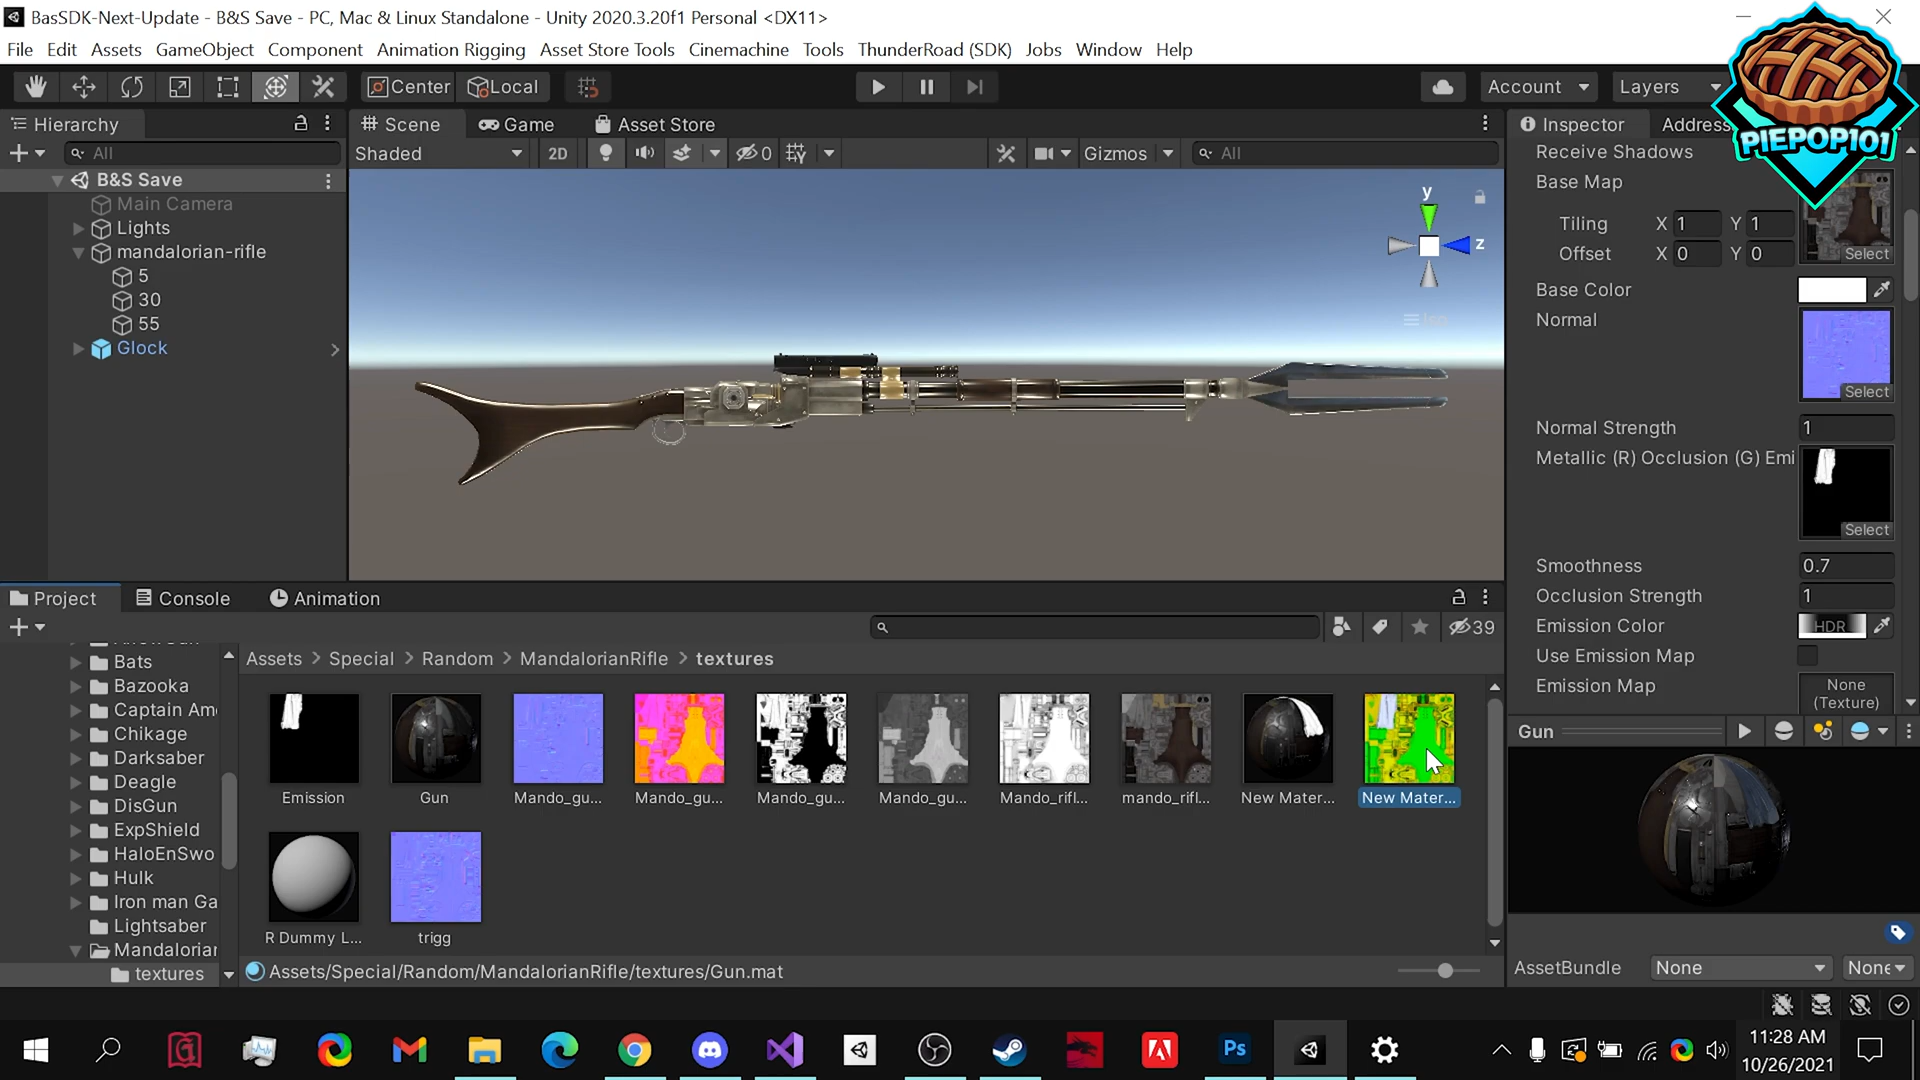 BasSDK-Next-Update - B&S Save - PC, Mac & Linux Standalone - Unity 2020.3.20f1 Personal <DX11>
File Edit Assets GameObject Component Animation Rigging Asset Store Tools Cinemachine Tools ThunderRoad (SDK) Jobs Window Help
Center Local Account Layers
PIEPOP101
Hierarchy
All
B&S Save
Main Camera
Lights
mandalorian-rifle
5
30
55
Glock
Scene Game Asset Store
Shaded 2D 0 Gizmos All
y
z
Iso
Inspector Address
Receive Shadows
Base Map
Tiling X 1 Y 1
Offset X 0 Y 0
Select
Base Color
Normal
Select
Normal Strength 1
Metallic (R) Occlusion (G) Emi
Select
Smoothness 0.7
Occlusion Strength 1
Emission Color HDR
Use Emission Map
Emission Map None
(Texture)
Project Console Animation
39
Bats
Bazooka
Captain Am
Chikage
Darksaber
Deagle
DisGun
ExpShield
HaloEnSwo
Hulk
Iron man Ga
Lightsaber
Mandalorian
textures
Assets > Special > Random > MandalorianRifle > textures
Emission Gun Mando_gu... Mando_gu... Mando_gu... Mando_gu... Mando_rifl... mando_rifl... New Mater... New Mater...
R Dummy L... trigg
Assets/Special/Random/MandalorianRifle/textures/Gun.mat
Gun
AssetBundle None None
Ps
11:28 AM
10/26/2021